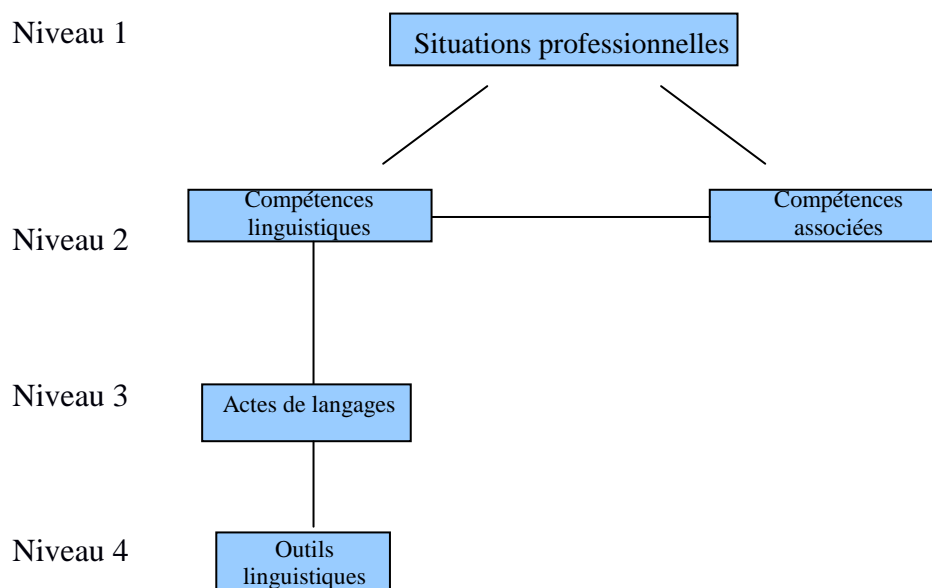 Niveau 1
Situations professionnelles
Compétences
linguistiques
Compétences
associées
Niveau 2
Niveau 3
Actes de langages
Niveau 4
Outils
linguistiques